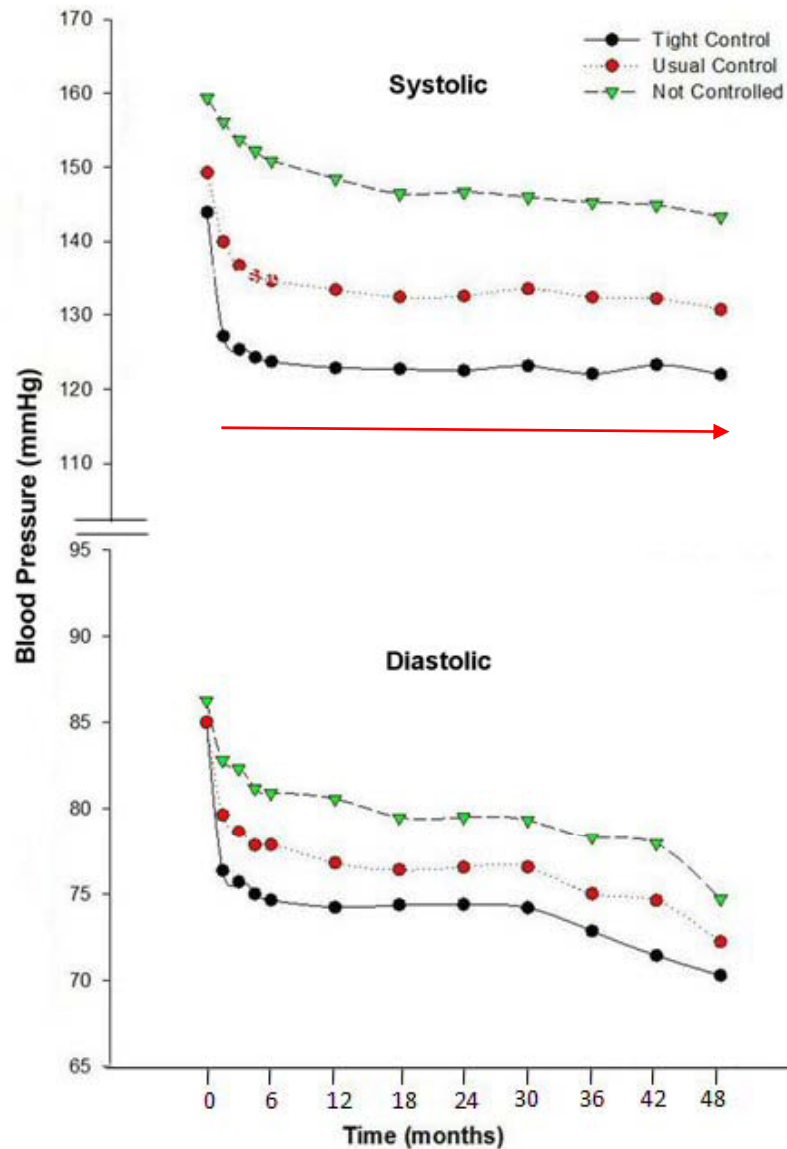 170
Tight Control
Usual Control
Not Controlled
Systolic
160
150
140
130
120
110
Blood Pressure (mmHg)
95
90
Diastolic
85
80
75
70
65
0 6 12 18 24 30 36 42 48
Time (months)